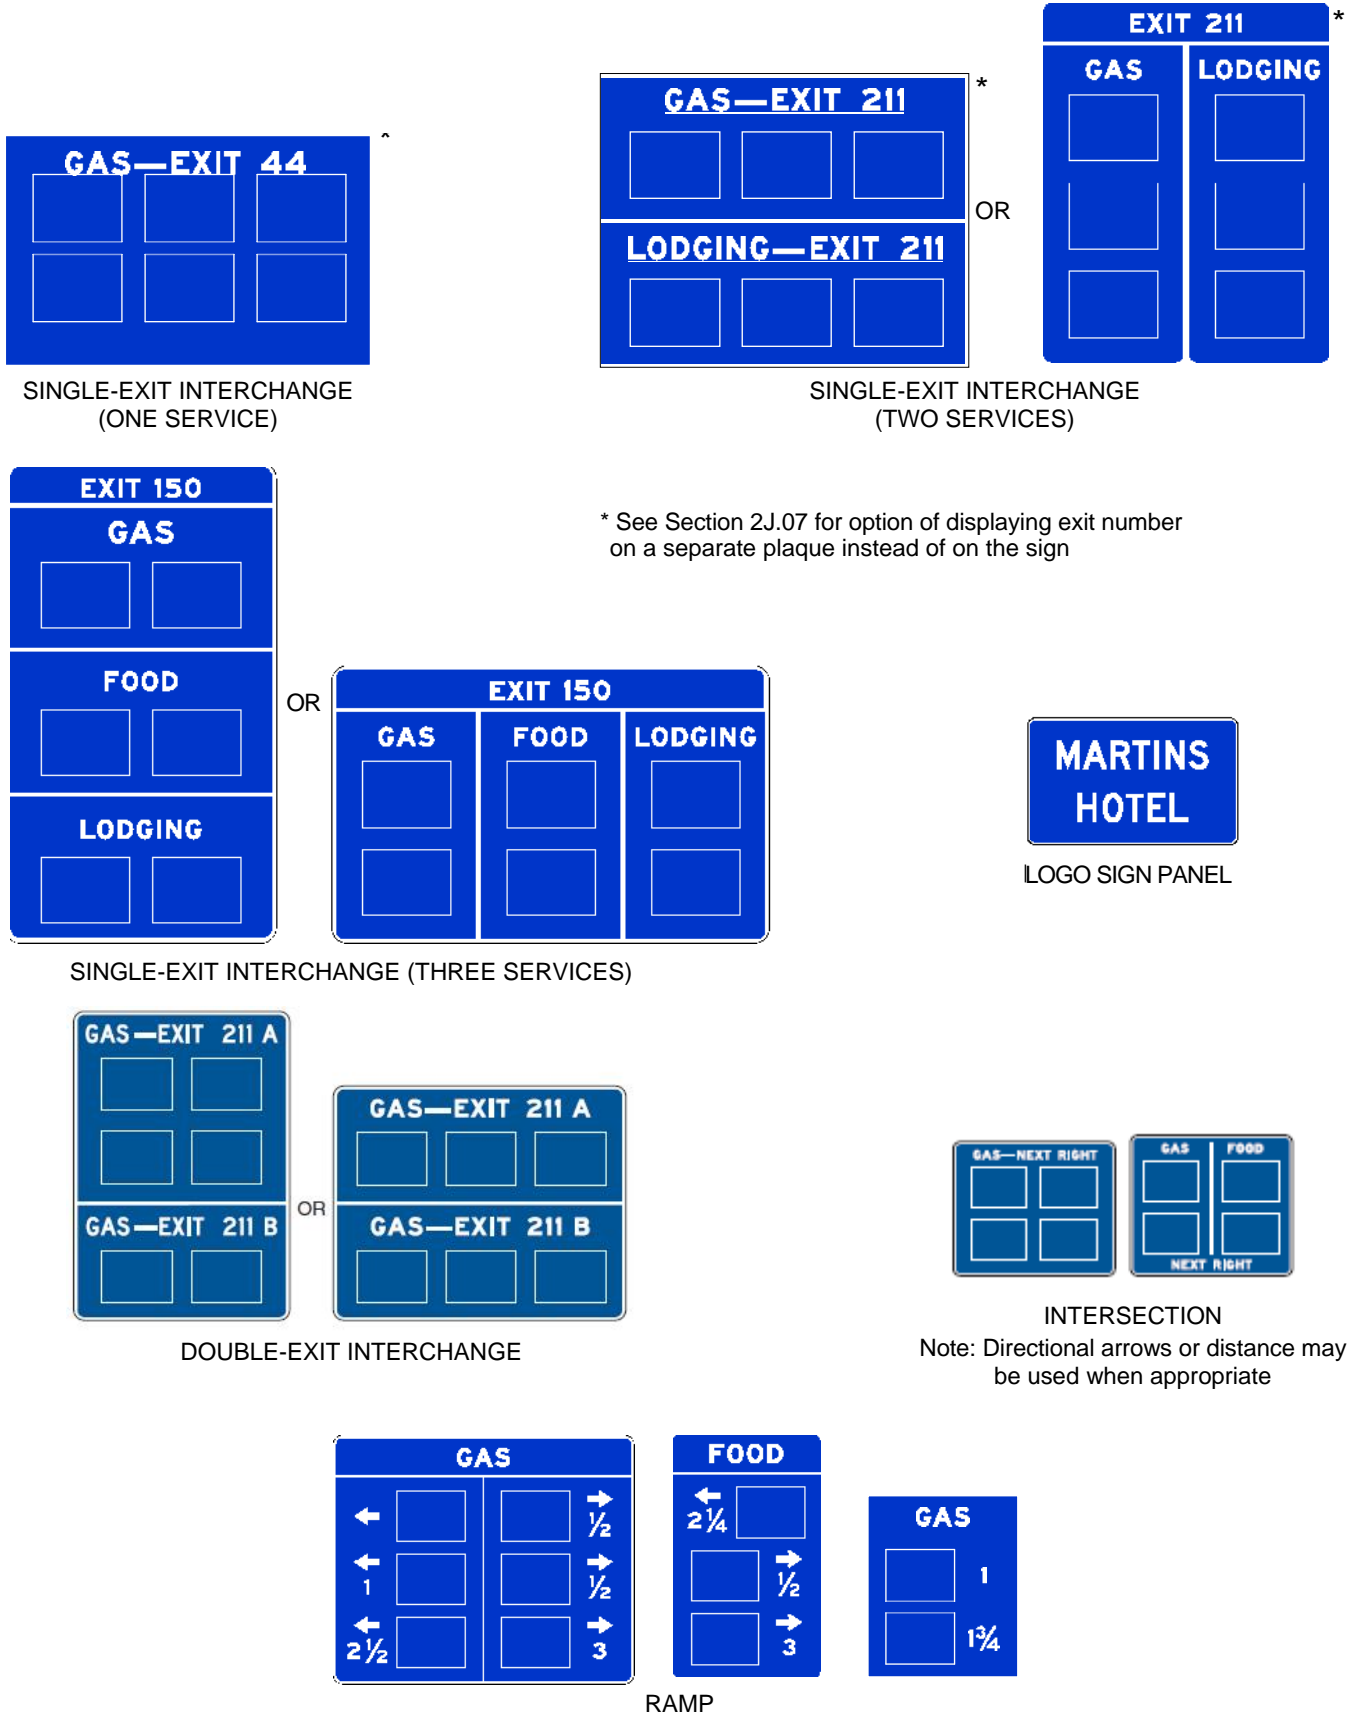 GAS—EXIT 44
*
SINGLE-EXIT INTERCHANGE
(ONE SERVICE)
GAS—EXIT 211
*
LODGING—EXIT 211
OR
EXIT 211
*
GAS
LODGING
SINGLE-EXIT INTERCHANGE
(TWO SERVICES)
EXIT 150
GAS
FOOD
LODGING
OR
EXIT 150
GAS
FOOD
LODGING
SINGLE-EXIT INTERCHANGE (THREE SERVICES)
* See Section 2J.07 for option of displaying exit number
on a separate plaque instead of on the sign
MARTINS
HOTEL
LOGO SIGN PANEL
GAS—EXIT 211 A
GAS—EXIT 211 B
OR
GAS—EXIT 211 A
GAS—EXIT 211 B
DOUBLE-EXIT INTERCHANGE
GAS—NEXT RIGHT
GAS
FOOD
NEXT RIGHT
INTERSECTION
Note: Directional arrows or distance may
be used when appropriate
GAS
← → ½
← 1 → ½
← 2½ → 3
FOOD
← 2¼
→ ½
→ 3
GAS
1
1¾
RAMP